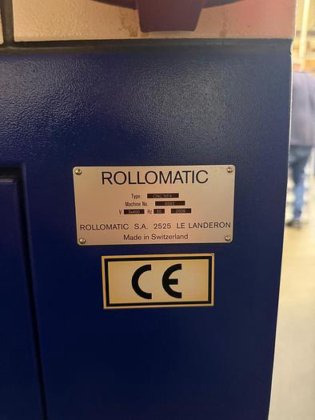 ROLLOMATIC
Type
Machine No.
V Hz
ROLLOMATIC S.A. 2525 LE LANDERON
Made in Switzerland
CE